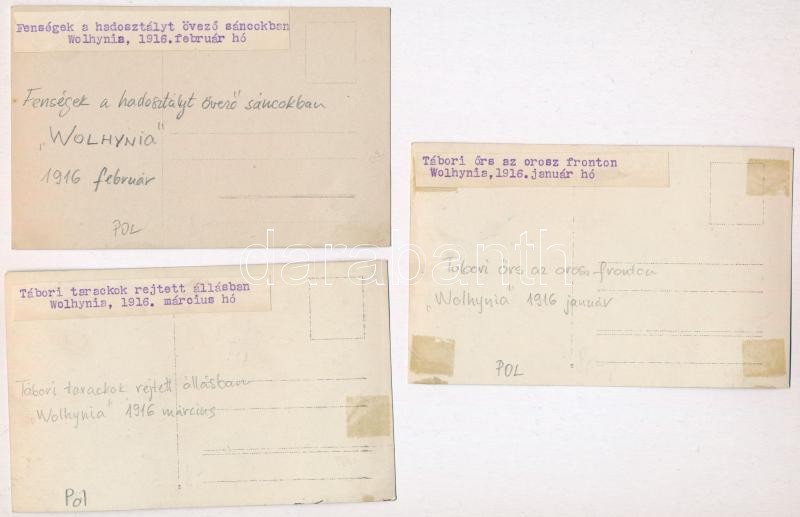 Fenségek a hadosztályt övező sáncokban
Wolhynia, 1916.február hó
Fenségek a hadosztályt övező sáncokban
„WOLHYNIA"
1916 február
POL
Tábori tarackok rejtett állásban
Wolhynia, 1916. március hó
Tábori tarackok rejtett állásban
„Wolhynia" 1916 március
Pol
Tábori őrs az orosz fronton
Wolhynia,1916.január hó
Tábori őrs az orosz fronton
„Wolhynia" 1916 január
POL
darabanth